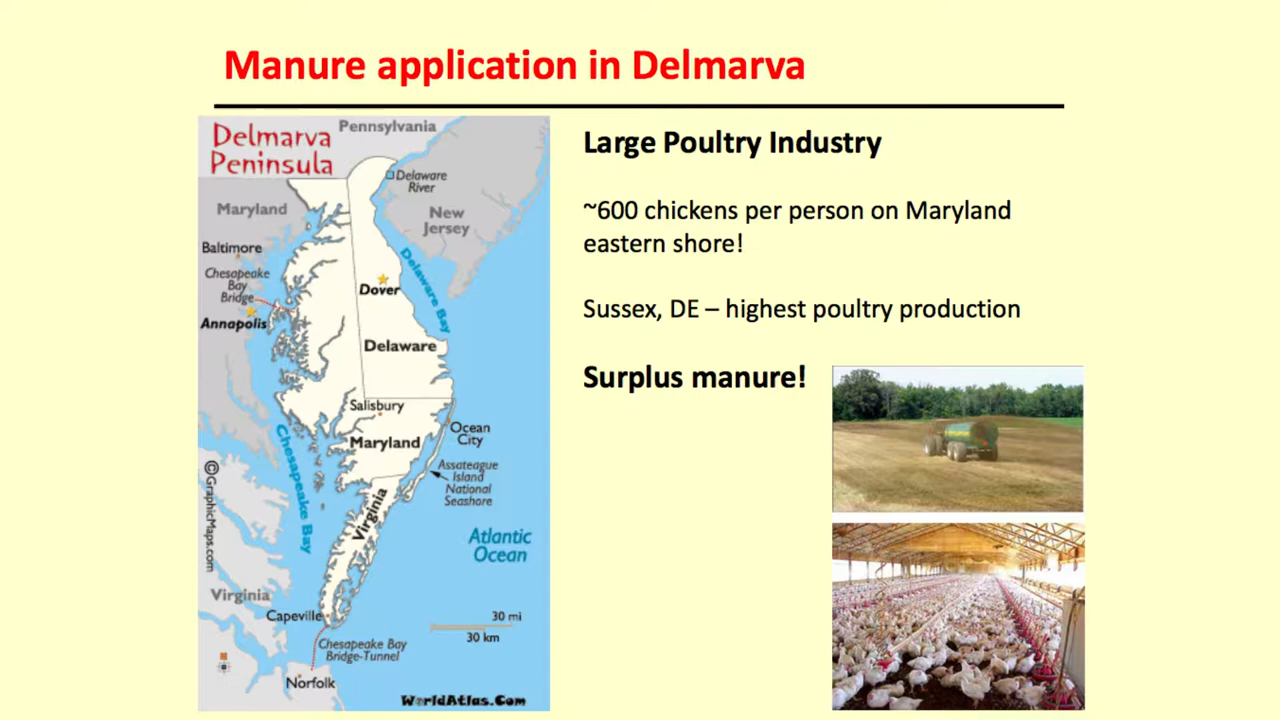 Manure application in Delmarva
Delmarva
Peninsula
Pennsylvania
Delaware
River
Maryland
New
Jersey
Baltimore
Chesapeake
Bay
Bridge
Delaware Bay
Dover
Annapolis
Delaware
Salisbury
Ocean
City
Maryland
Assateague
Island
National
Seashore
Chesapeake Bay
©GraphicMaps.com
Virginia
Atlantic
Ocean
Virginia
Capeville
30 mi
30 km
Chesapeake Bay
Bridge-Tunnel
Norfolk
WorldAtlas.Com
Large Poultry Industry
~600 chickens per person on Maryland
eastern shore!
Sussex, DE – highest poultry production
Surplus manure!